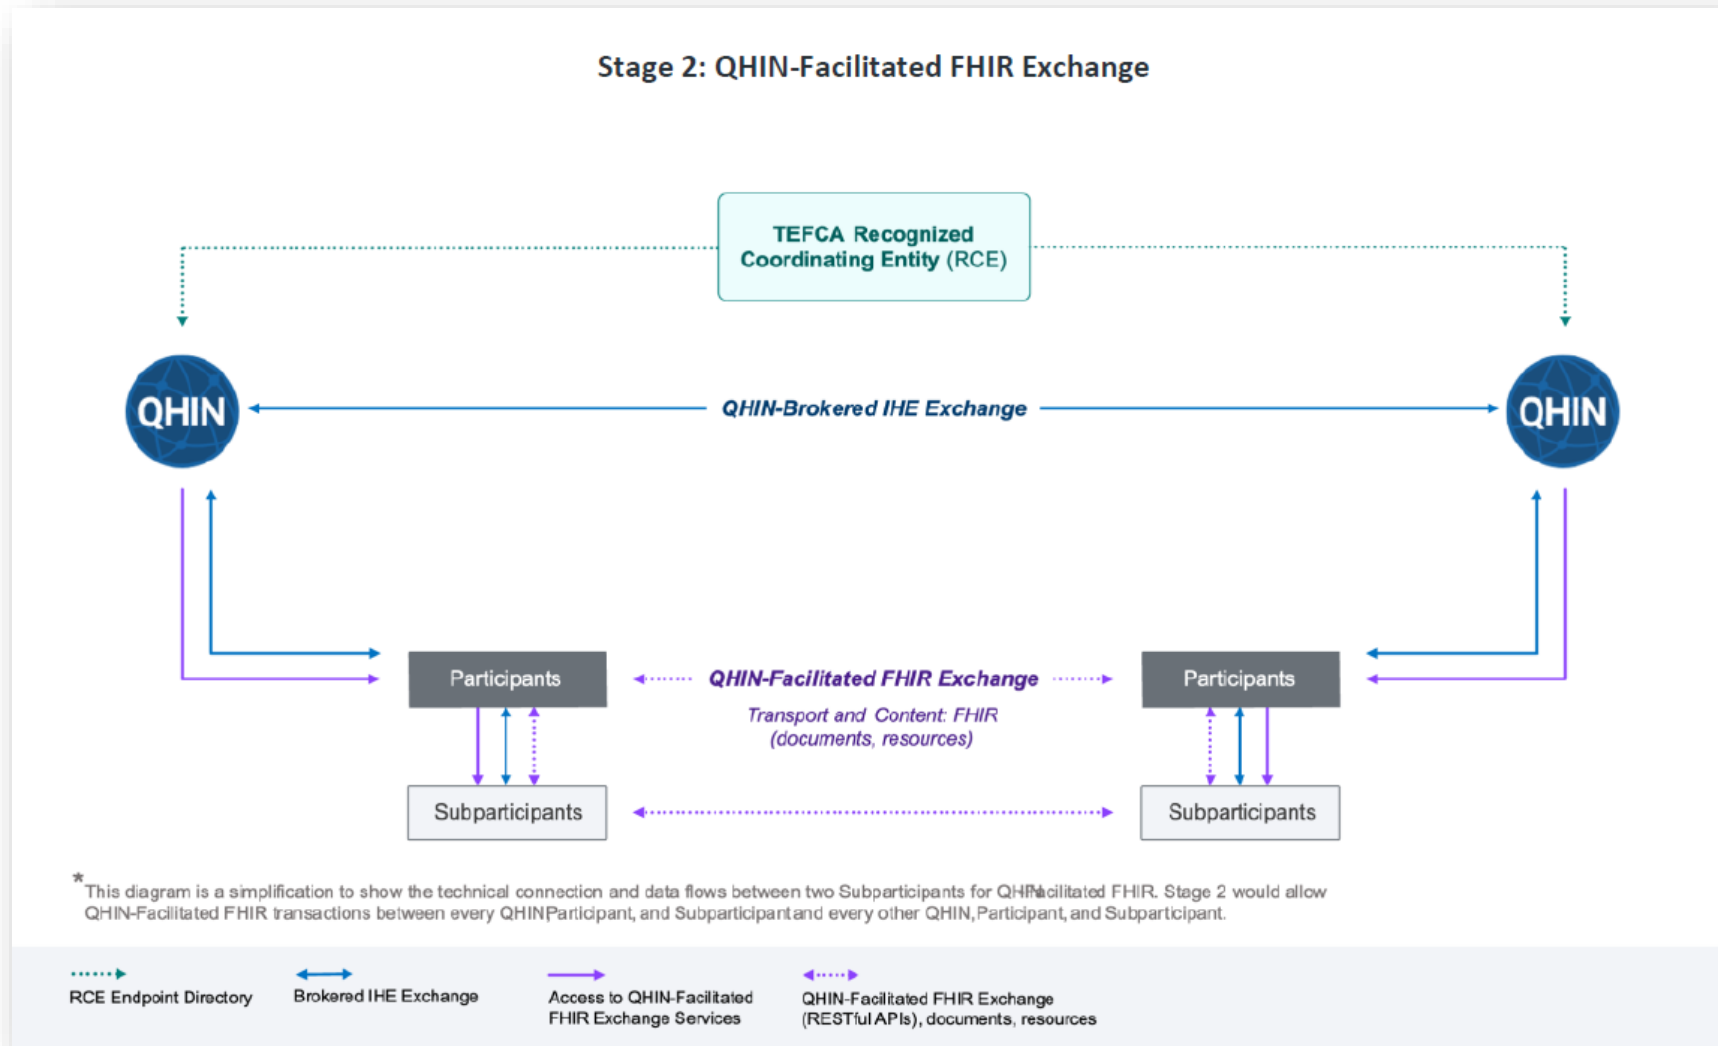 Stage 2: QHIN-Facilitated FHIR Exchange
TEFCA Recognized
Coordinating Entity (RCE)
QHIN
QHIN-Brokered IHE Exchange
QHIN
Participants
QHIN-Facilitated FHIR Exchange
Participants
Transport and Content: FHIR
(documents, resources)
Subparticipants
Subparticipants
*This diagram is a simplification to show the technical connection and data flows between two Subparticipants for QHIN-Facilitated FHIR. Stage 2 would allow
QHIN-Facilitated FHIR transactions between every QHIN, Participant, and Subparticipant and every other QHIN, Participant, and Subparticipant.
RCE Endpoint Directory
Brokered IHE Exchange
Access to QHIN-Facilitated
FHIR Exchange Services
QHIN-Facilitated FHIR Exchange
(RESTful APIs), documents, resources